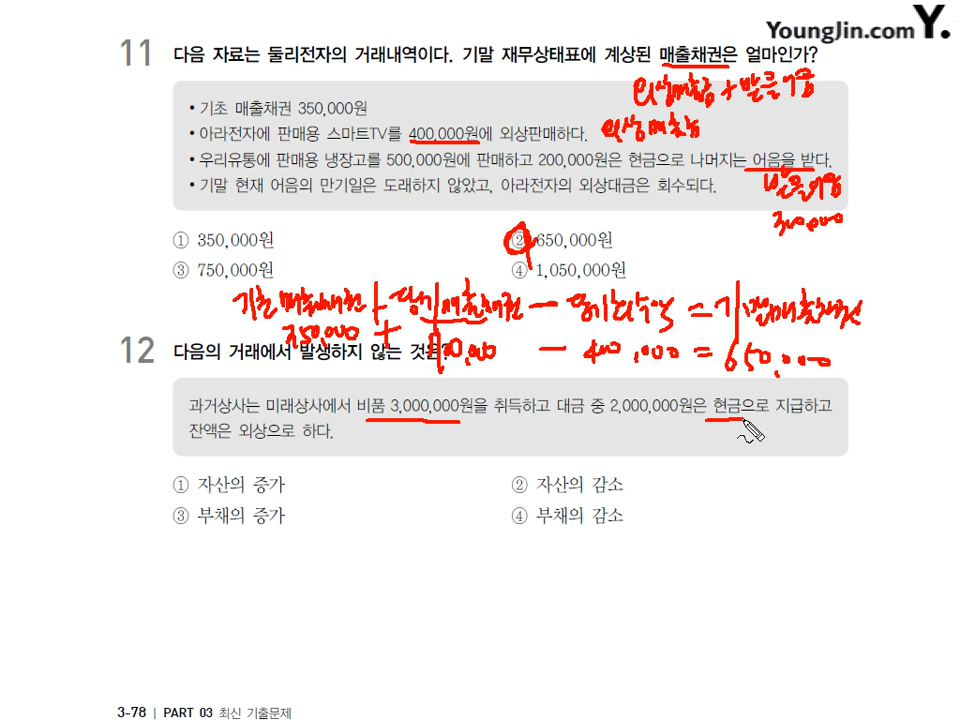 YoungJin.com Y.
11 다음 자료는 둘리전자의 거래내역이다. 기말 재무상태표에 계상된 매출채권은 얼마인가?
외상매출금 + 받을어음
• 기초 매출채권 350,000원
• 아라전자에 판매용 스마트TV를 400,000원에 외상판매하다. 외상매출금
• 우리유통에 판매용 냉장고를 500,000원에 판매하고 200,000원은 현금으로 나머지는 어음을 받다.
받을어음
• 기말 현재 어음의 만기일은 도래하지 않았고, 아라전자의 외상대금은 회수되다.
300,000
① 350,000원 ② 650,000원
③ 750,000원 ④ 1,050,000원
기초매출채권 + 당기매출채권 - 당기회수액 = 기말매출채권
350,000 + 700,000 - 400,000 = 650,000
12 다음의 거래에서 발생하지 않는 것은?
과거상사는 미래상사에서 비품 3,000,000원을 취득하고 대금 중 2,000,000원은 현금으로 지급하고
잔액은 외상으로 하다.
① 자산의 증가 ② 자산의 감소
③ 부채의 증가 ④ 부채의 감소
3-78 | PART 03 최신 기출문제